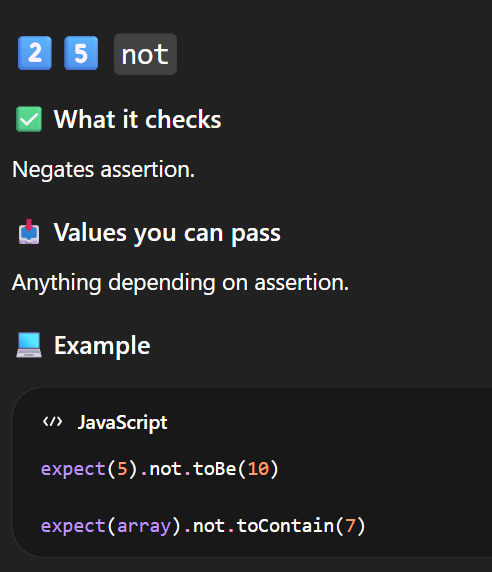 2️⃣ 5️⃣ not
✅ What it checks
Negates assertion.
📥 Values you can pass
Anything depending on assertion.
💻 Example
</> JavaScript
expect(5).not.toBe(10)
expect(array).not.toContain(7)